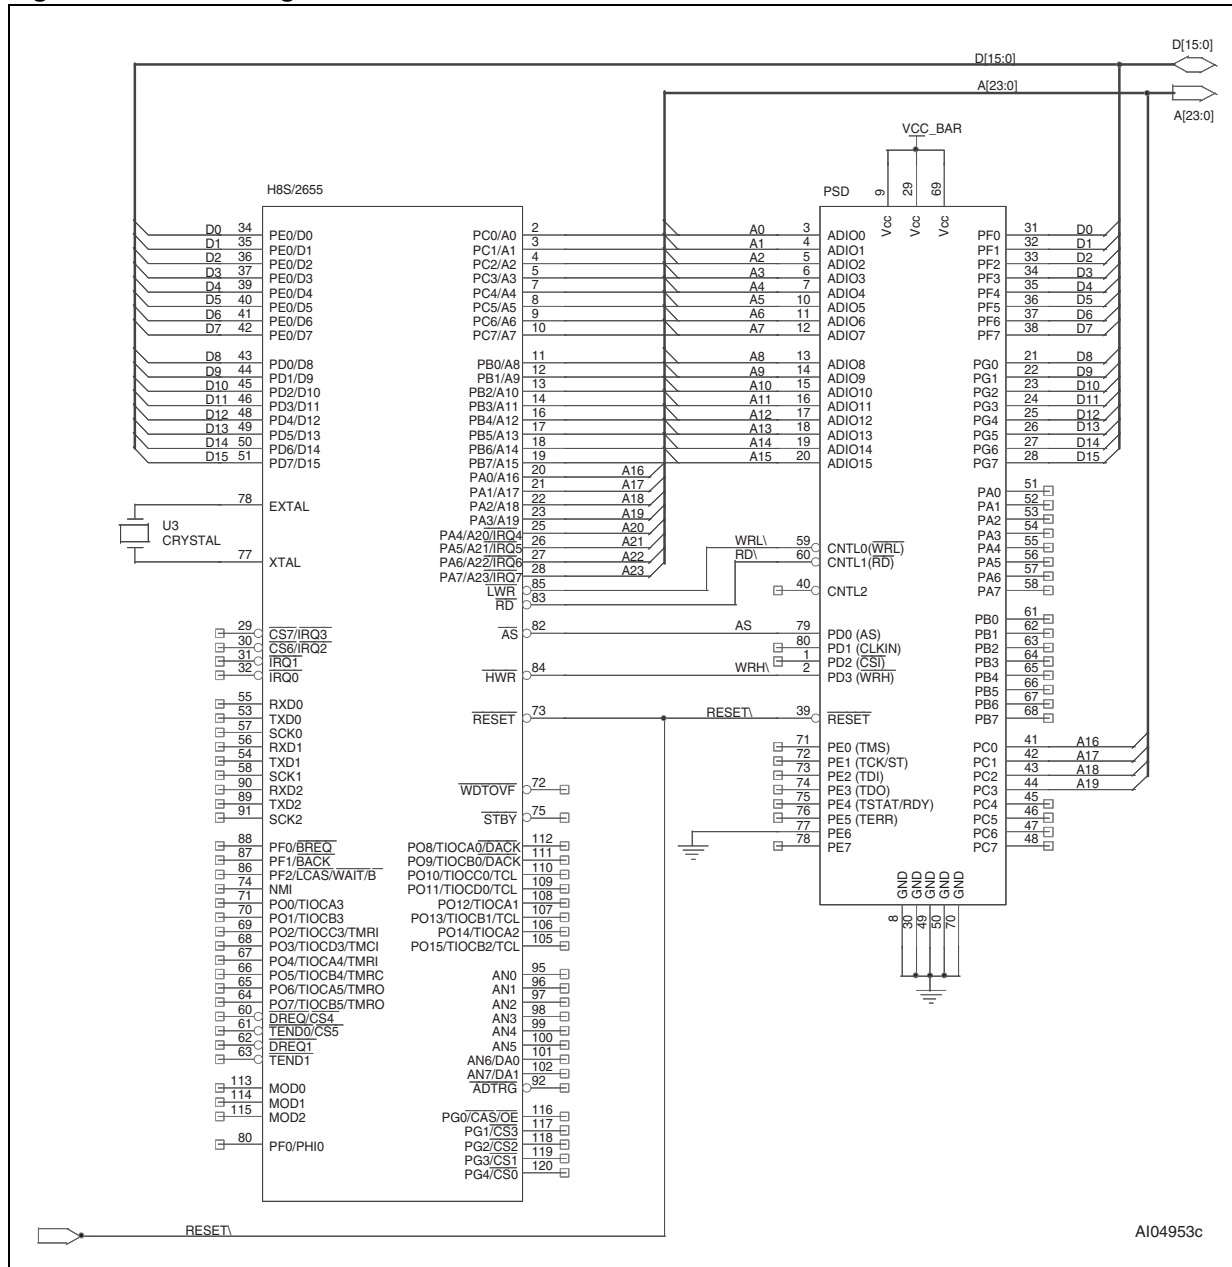 D[15:0]
D[15:0]
A[23:0]
A[23:0]
VCC_BAR
H8S/2655
PSD
9 29 69
Vcc Vcc Vcc
D0 34 PE0/D0 PC0/A0 2 A0 3 ADIO0 PF0 31 D0
D1 35 PE0/D1 PC1/A1 3 A1 4 ADIO1 PF1 32 D1
D2 36 PE0/D2 PC2/A2 4 A2 5 ADIO2 PF2 33 D2
D3 37 PE0/D3 PC3/A3 5 A3 6 ADIO3 PF3 34 D3
D4 39 PE0/D4 PC4/A4 7 A4 7 ADIO4 PF4 35 D4
D5 40 PE0/D5 PC5/A5 8 A5 10 ADIO5 PF5 36 D5
D6 41 PE0/D6 PC6/A6 9 A6 11 ADIO6 PF6 37 D6
D7 42 PE0/D7 PC7/A7 10 A7 12 ADIO7 PF7 38 D7
D8 43 PD0/D8 PB0/A8 11 A8 13 ADIO8 PG0 21 D8
D9 44 PD1/D9 PB1/A9 12 A9 14 ADIO9 PG1 22 D9
D10 45 PD2/D10 PB2/A10 13 A10 15 ADIO10 PG2 23 D10
D11 46 PD3/D11 PB3/A11 14 A11 16 ADIO11 PG3 24 D11
D12 48 PD4/D12 PB4/A12 16 A12 17 ADIO12 PG4 25 D12
D13 49 PD5/D13 PB5/A13 17 A13 18 ADIO13 PG5 26 D13
D14 50 PD6/D14 PB6/A14 18 A14 19 ADIO14 PG6 27 D14
D15 51 PD7/D15 PB7/A15 19 A15 20 ADIO15 PG7 28 D15
PA0/A16 20 A16
PA1/A17 21 A17 PA0 51
78 EXTAL PA2/A18 22 A18 PA1 52
PA3/A19 23 A19 PA2 53
U3 PA4/A20/IRQ4 25 A20 PA3 54
CRYSTAL PA5/A21/IRQ5 26 A21 WRL\ 59 CNTL0(WRL) PA4 55
77 XTAL PA6/A22/IRQ6 27 A22 RD\ 60 CNTL1(RD) PA5 56
PA7/A23/IRQ7 28 A23 PA6 57
LWR 85 40 CNTL2 PA7 58
RD 83
PB0 61
29 CS7/IRQ3 AS 82 AS 79 PD0 (AS) PB1 62
30 CS6/IRQ2 80 PD1 (CLKIN) PB2 63
31 IRQ1 1 PD2 (CSI) PB3 64
32 IRQ0 HWR 84 WRH\ 2 PD3 (WRH) PB4 65
PB5 66
55 RXD0 PB6 67
53 TXD0 RESET 73 RESET\ 39 RESET PB7 68
57 SCK0
56 RXD1 71 PE0 (TMS) PC0 41 A16
54 TXD1 72 PE1 (TCK/ST) PC1 42 A17
58 SCK1 73 PE2 (TDI) PC2 43 A18
90 RXD2 WDTOVF 72 74 PE3 (TDO) PC3 44 A19
89 TXD2 75 PE4 (TSTAT/RDY) PC4 45
91 SCK2 STBY 75 76 PE5 (TERR) PC5 46
77 PE6 PC6 47
88 PF0/BREQ PO8/TIOCA0/DACK 112 78 PE7 PC7 48
87 PF1/BACK PO9/TIOCB0/DACK 111
86 PF2/LCAS/WAIT/B PO10/TIOCC0/TCL 110
74 NMI PO11/TIOCD0/TCL 109 GND GND GND GND GND
71 PO0/TIOCA3 PO12/TIOCA1 108
70 PO1/TIOCB3 PO13/TIOCB1/TCL 107 8 30 49 50 70
69 PO2/TIOCC3/TMRI PO14/TIOCA2 106
68 PO3/TIOCD3/TMCI PO15/TIOCB2/TCL 105
67 PO4/TIOCA4/TMRI
66 PO5/TIOCB4/TMRC AN0 95
65 PO6/TIOCA5/TMRO AN1 96
64 PO7/TIOCB5/TMRO AN2 97
60 DREQ/CS4 AN3 98
61 TEND0/CS5 AN4 99
62 DREQ1 AN5 100
63 TEND1 AN6/DA0 101
AN7/DA1 102
113 MOD0 ADTRG 92
114 MOD1
115 MOD2 PG0/CAS/OE 116
PG1/CS3 117
80 PF0/PHI0 PG2/CS2 118
PG3/CS1 119
PG4/CS0 120
RESET\
AI04953c